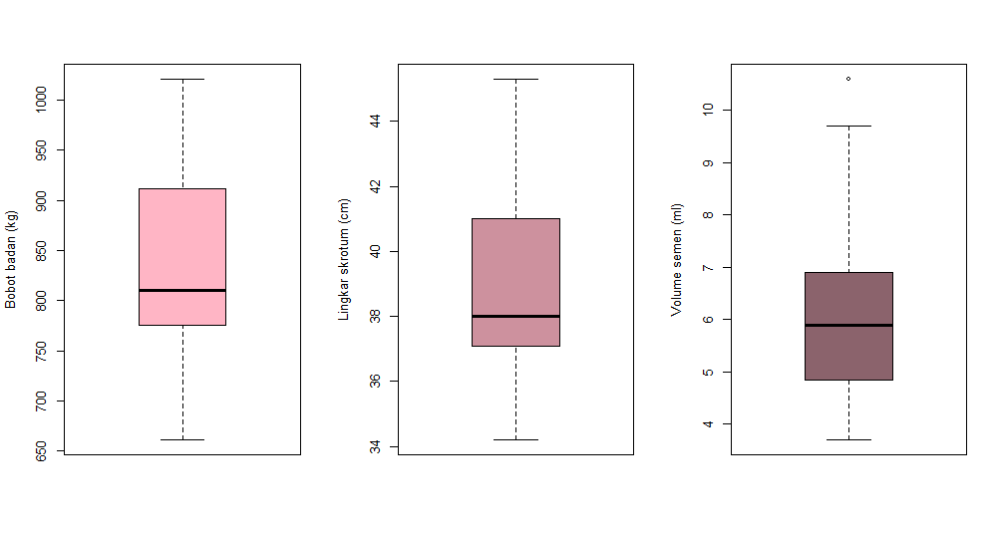 Bobot badan (kg)
650 700 750 800 850 900 950 1000
Lingkar skrotum (cm)
34 36 38 40 42 44
Volume semen (ml)
4 5 6 7 8 9 10